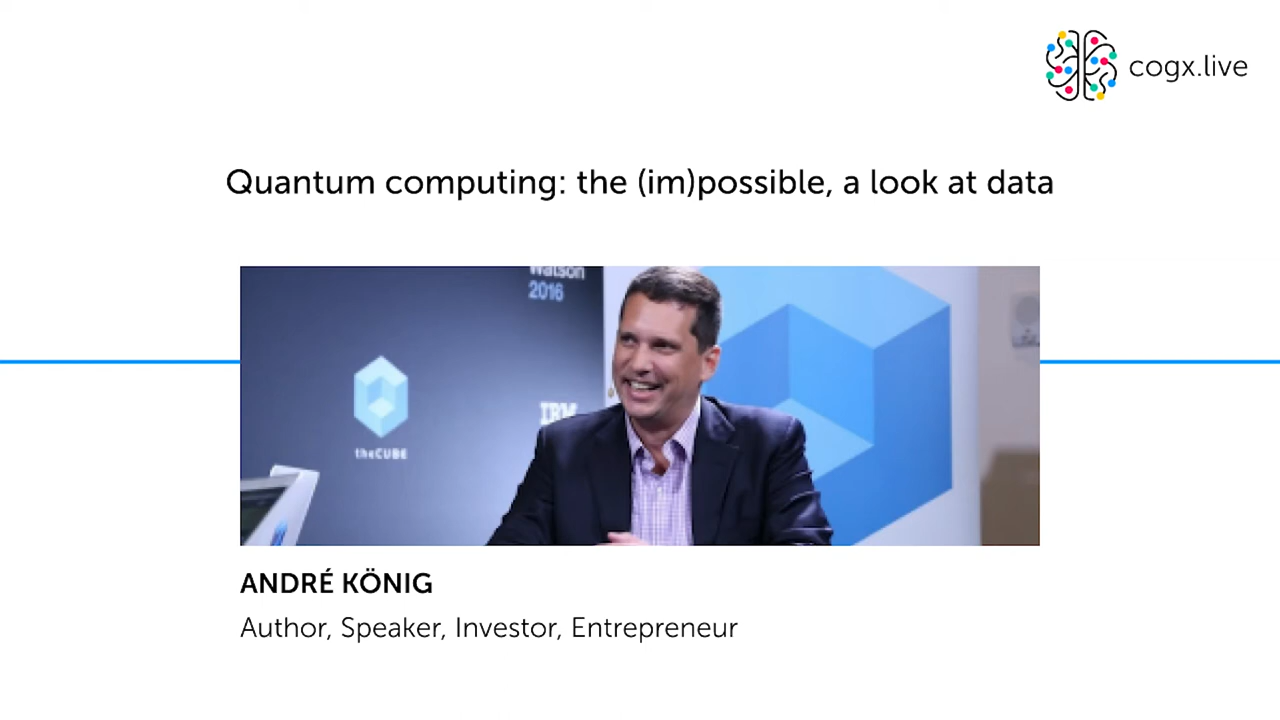 cogx.live
Quantum computing: the (im)possible, a look at data
Watson
2016
IBM
theCUBE
ANDRÉ KÖNIG
Author, Speaker, Investor, Entrepreneur